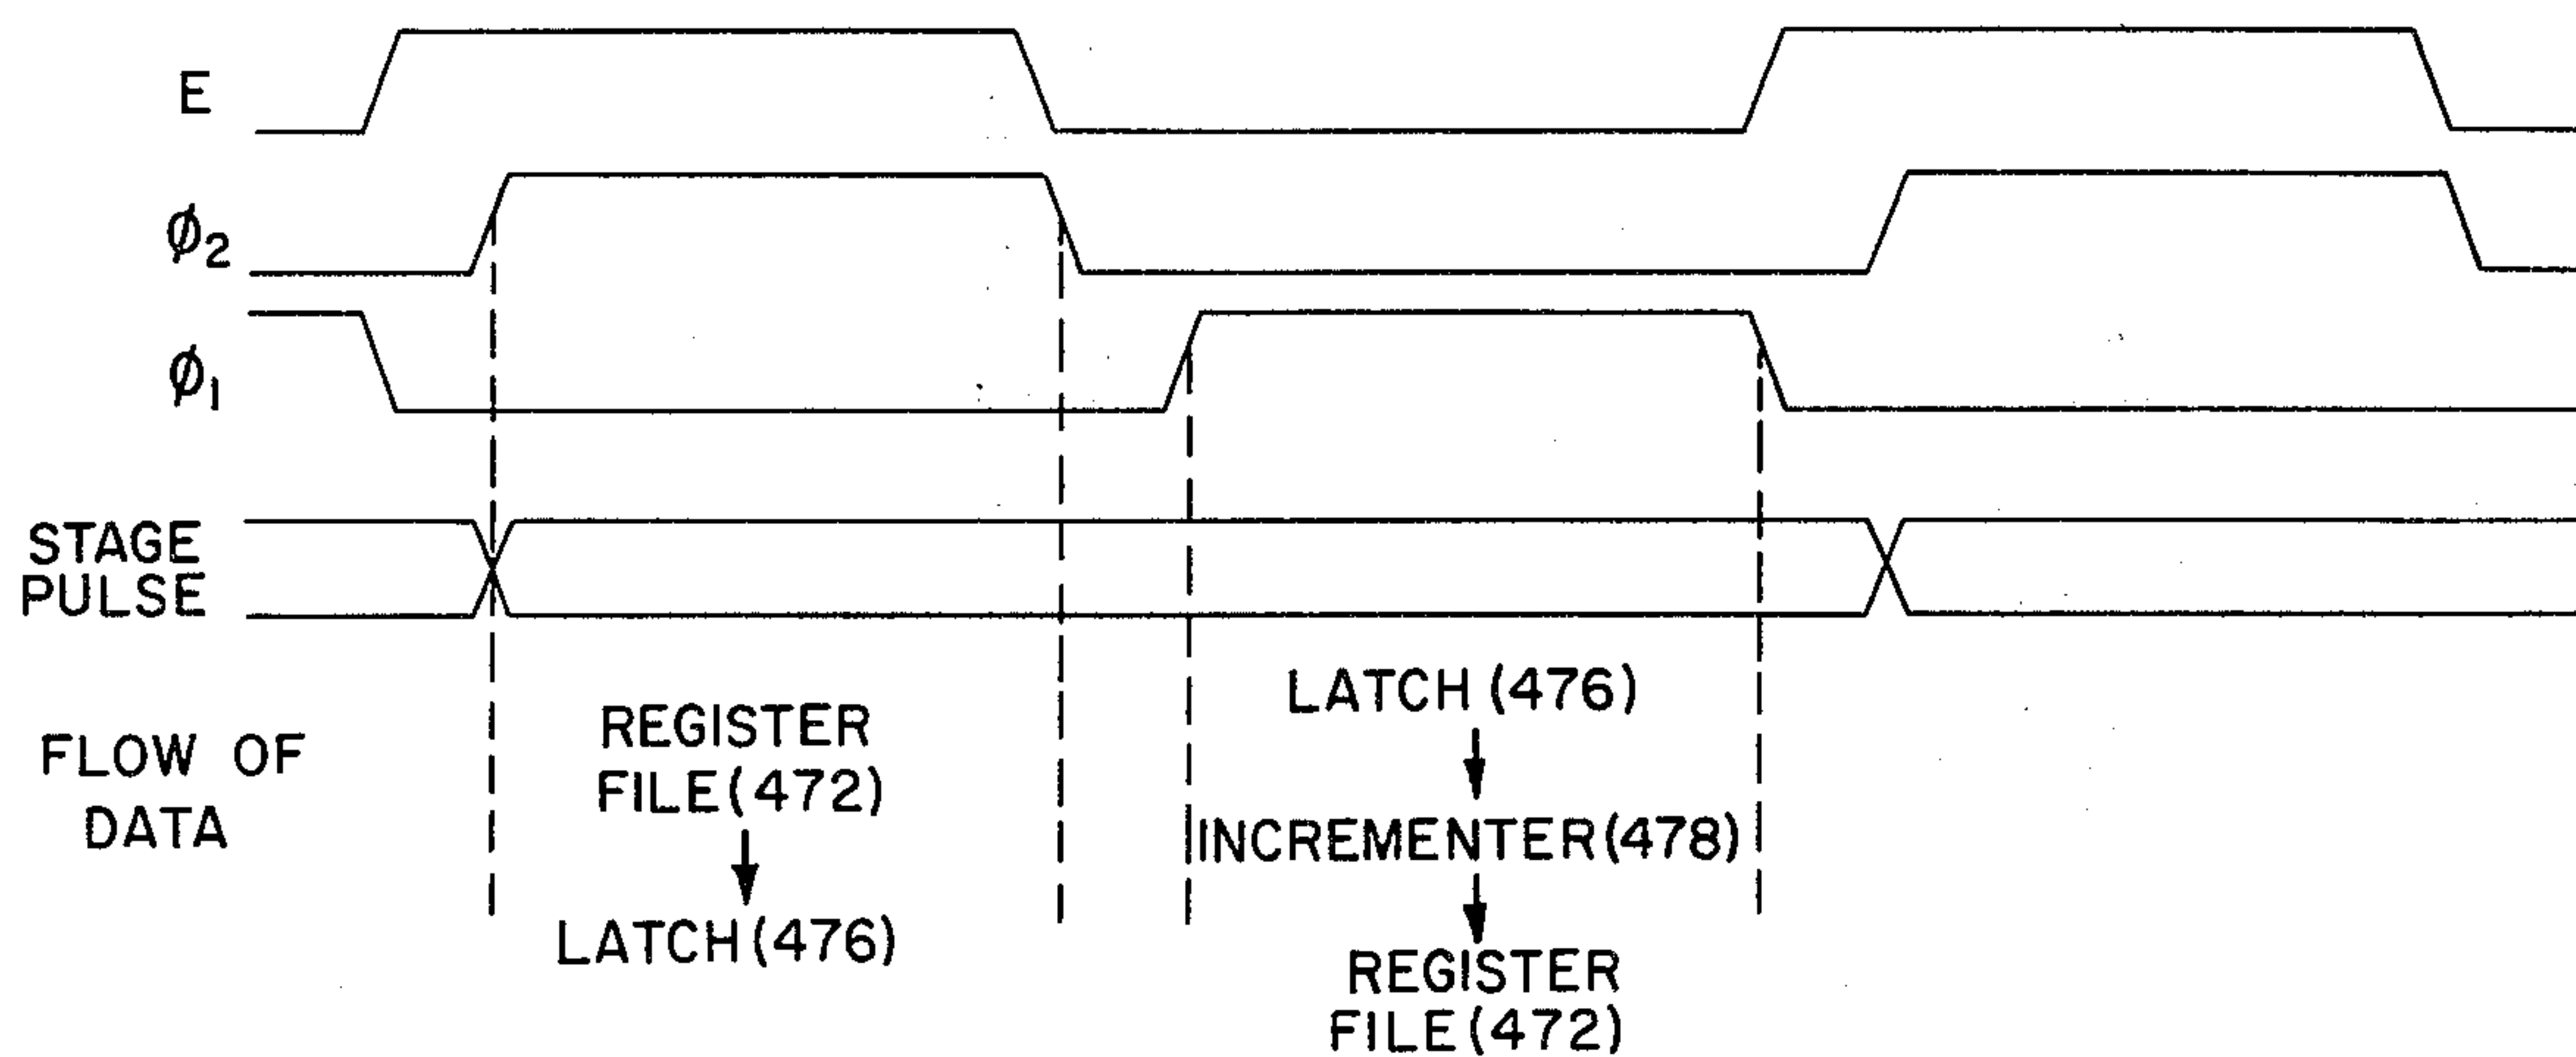 E
ϕ2
ϕ1
STAGE
PULSE
FLOW OF
DATA
REGISTER
FILE(472)
LATCH(476)
LATCH(476)
INCREMENTER(478)
REGISTER
FILE(472)